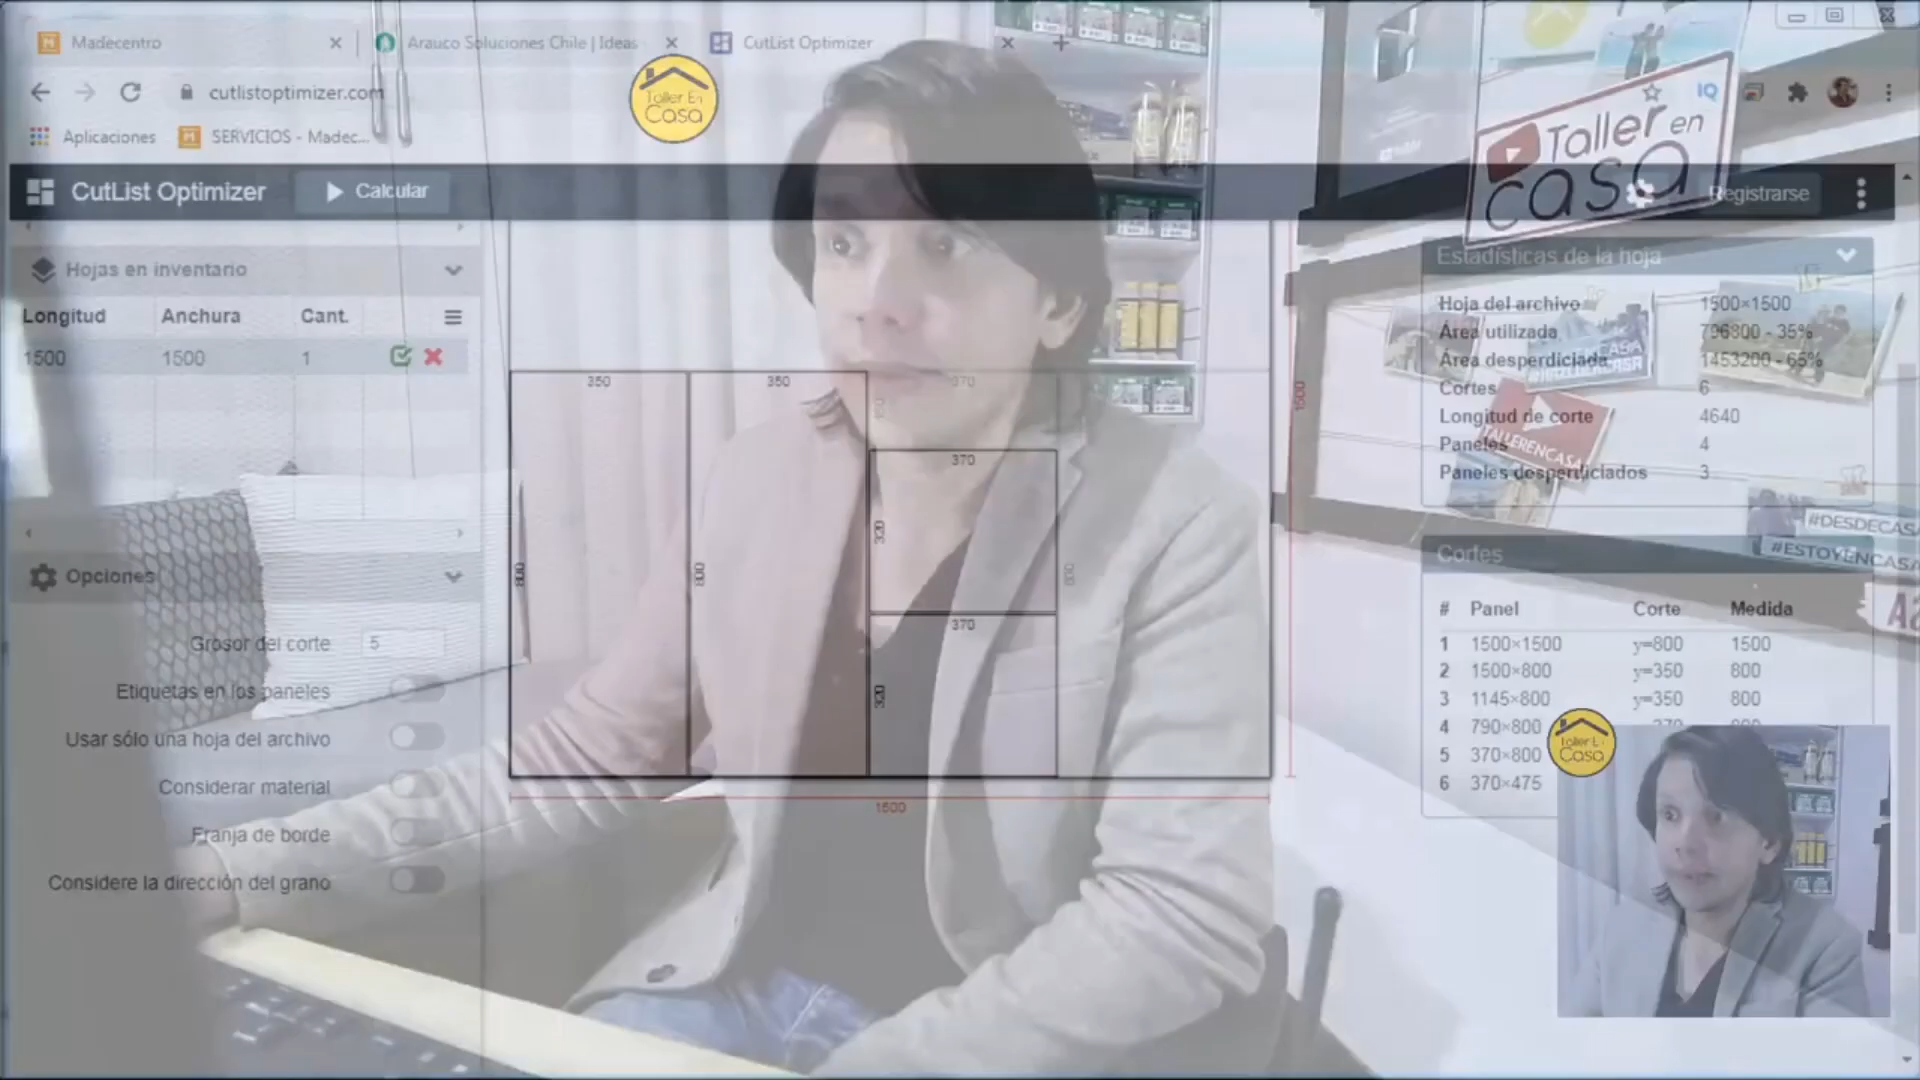 Madecentro
Arauco Soluciones Chile | Ideas
CutList Optimizer
cutlistoptimizer.com
Aplicaciones
SERVICIOS - Madec...
IQ
Taller En
Casa
Taller en
casa
CutList Optimizer
Calcular
Registrarse
Hojas en inventario
Longitud Anchura Cant.
1500 1500 1
Opciones
Grosor del corte 5
Etiquetas en los paneles
Usar sólo una hoja del archivo
Considerar material
Franja de borde
Considere la dirección del grano
350 350 370
370
370
800 800 320 320 800
1500
1500
Estadísticas de la hoja
Hoja del archivo 1500×1500
Área utilizada 796800 - 35%
Área desperdiciada 1453200 - 65%
Cortes 6
Longitud de corte 4640
Paneles 4
Paneles desperdiciados 3
TALLERENCASA
#DESDECASA
#ESTOYENCASA
Cortes
# Panel Corte Medida
1 1500×1500 y=800 1500
2 1500×800 y=350 800
3 1145×800 y=350 800
4 790×800
5 370×800
6 370×475
Casa